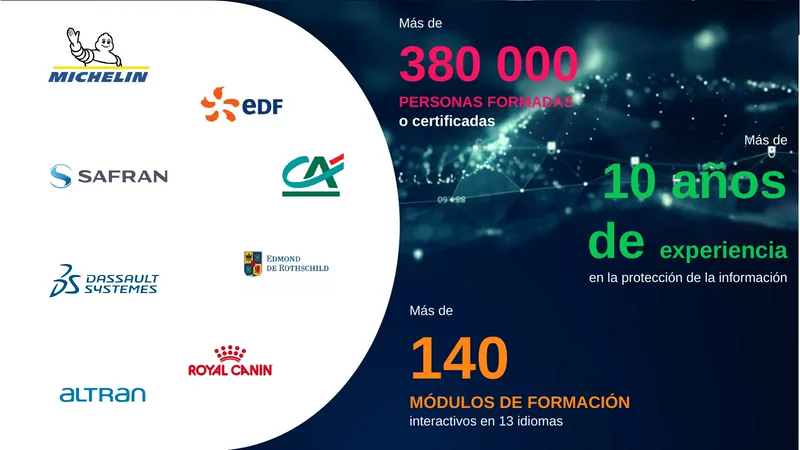 MICHELIN
eDF
SAFRAN
CA
DASSAULT
SYSTEMES
EDMOND
DE ROTHSCHILD
ROYAL CANIN
ALTRAN
Más de
380 000
PERSONAS FORMADAS
o certificadas
Más de
10 años
de experiencia
en la protección de la información
Más de
140
MÓDULOS DE FORMACIÓN
interactivos en 13 idiomas